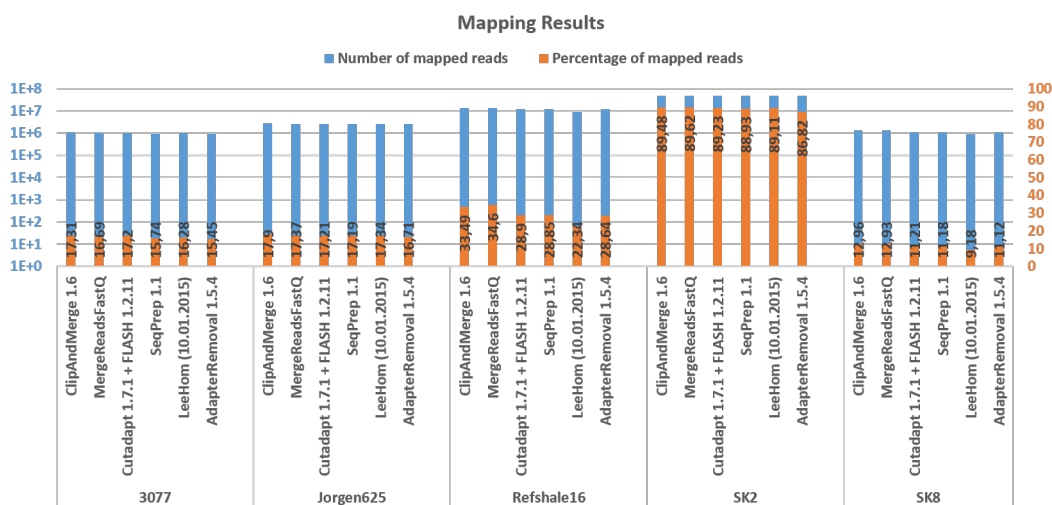 Mapping Results
Number of mapped reads
Percentage of mapped reads
1E+8
1E+7
1E+6
1E+5
1E+4
1E+3
1E+2
1E+1
1E+0
100
90
80
70
60
50
40
30
20
10
0
17,31
16,69
17,2
15,74
16,28
15,45
17,9
17,37
17,21
17,19
17,34
16,71
33,49
34,6
28,9
28,85
22,34
28,64
89,48
89,62
89,23
88,93
89,11
86,82
12,96
12,93
11,21
11,18
9,18
11,12
ClipAndMerge 1.6
MergeReadsFastQ
Cutadapt 1.7.1 + FLASH 1.2.11
SeqPrep 1.1
LeeHom (10.01.2015)
AdapterRemoval 1.5.4
ClipAndMerge 1.6
MergeReadsFastQ
Cutadapt 1.7.1 + FLASH 1.2.11
SeqPrep 1.1
LeeHom (10.01.2015)
AdapterRemoval 1.5.4
ClipAndMerge 1.6
MergeReadsFastQ
Cutadapt 1.7.1 + FLASH 1.2.11
SeqPrep 1.1
LeeHom (10.01.2015)
AdapterRemoval 1.5.4
ClipAndMerge 1.6
MergeReadsFastQ
Cutadapt 1.7.1 + FLASH 1.2.11
SeqPrep 1.1
LeeHom (10.01.2015)
AdapterRemoval 1.5.4
ClipAndMerge 1.6
MergeReadsFastQ
Cutadapt 1.7.1 + FLASH 1.2.11
SeqPrep 1.1
LeeHom (10.01.2015)
AdapterRemoval 1.5.4
3077
Jorgen625
Refshale16
SK2
SK8